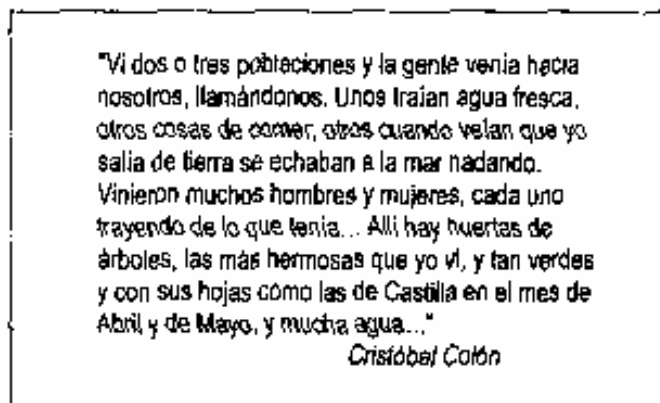 "Vi dos o tres poblaciones y la gente venía hacia
nosotros, llamándonos. Unos traían agua fresca,
otros cosas de comer, otros cuando veían que yo
salía de tierra se echaban a la mar nadando.
Vinieron muchos hombres y mujeres, cada uno
trayendo de lo que tenía... Allí hay huertas de
árboles, las más hermosas que yo vi, y tan verdes
y con sus hojas como las de Castilla en el mes de
Abril y de Mayo, y mucha agua..."
Cristóbal Colón